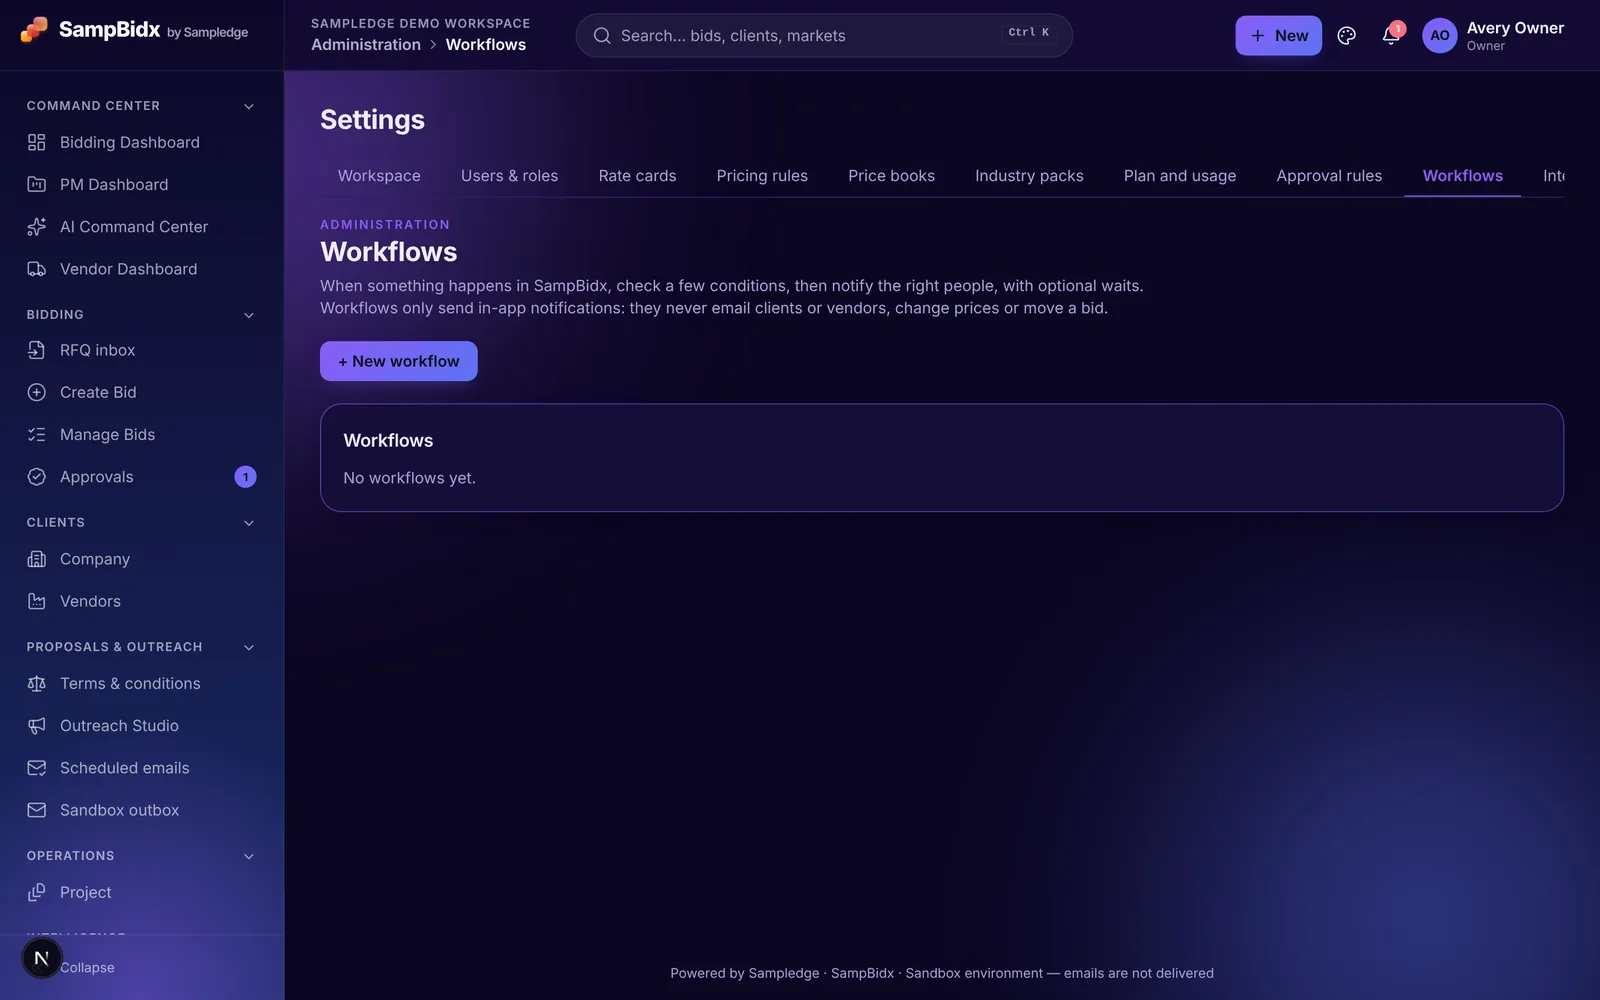 SampBidx by Sampledge
SAMPLEDGE DEMO WORKSPACE
Administration > Workflows
Search... bids, clients, markets
Ctrl K
+ New
1
AO
Avery Owner
Owner
COMMAND CENTER
Bidding Dashboard
PM Dashboard
AI Command Center
Vendor Dashboard
BIDDING
RFQ inbox
Create Bid
Manage Bids
Approvals
1
CLIENTS
Company
Vendors
PROPOSALS & OUTREACH
Terms & conditions
Outreach Studio
Scheduled emails
Sandbox outbox
OPERATIONS
Project
N
Collapse
Settings
Workspace
Users & roles
Rate cards
Pricing rules
Price books
Industry packs
Plan and usage
Approval rules
Workflows
ADMINISTRATION
Workflows
When something happens in SampBidx, check a few conditions, then notify the right people, with optional waits.
Workflows only send in-app notifications: they never email clients or vendors, change prices or move a bid.
+ New workflow
Workflows
No workflows yet.
Powered by Sampledge · SampBidx · Sandbox environment — emails are not delivered